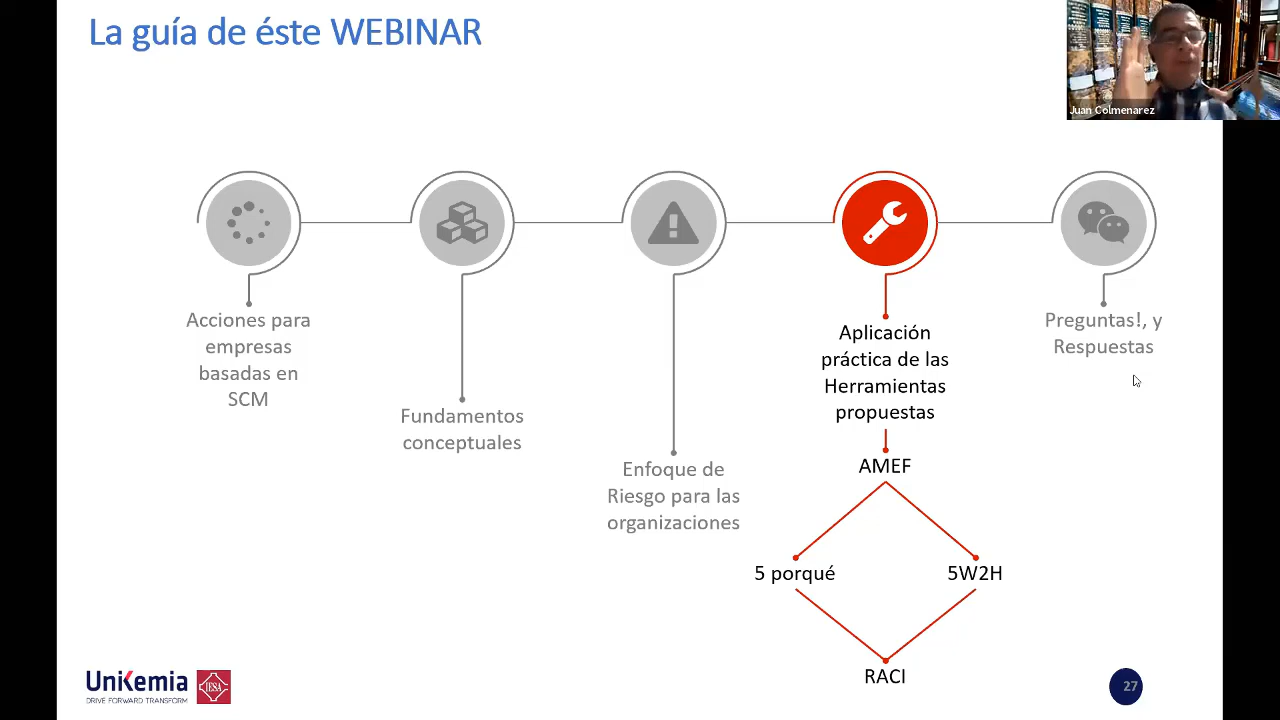 La guía de éste WEBINAR
Juan Colmenarez
Acciones para
empresas
basadas en
SCM
Fundamentos
conceptuales
Enfoque de
Riesgo para las
organizaciones
Aplicación
práctica de las
Herramientas
propuestas
AMEF
5 porqué
5W2H
RACI
Preguntas!, y
Respuestas
UniKemia
DRIVE FORWARD TRANSFORM
IESA
27